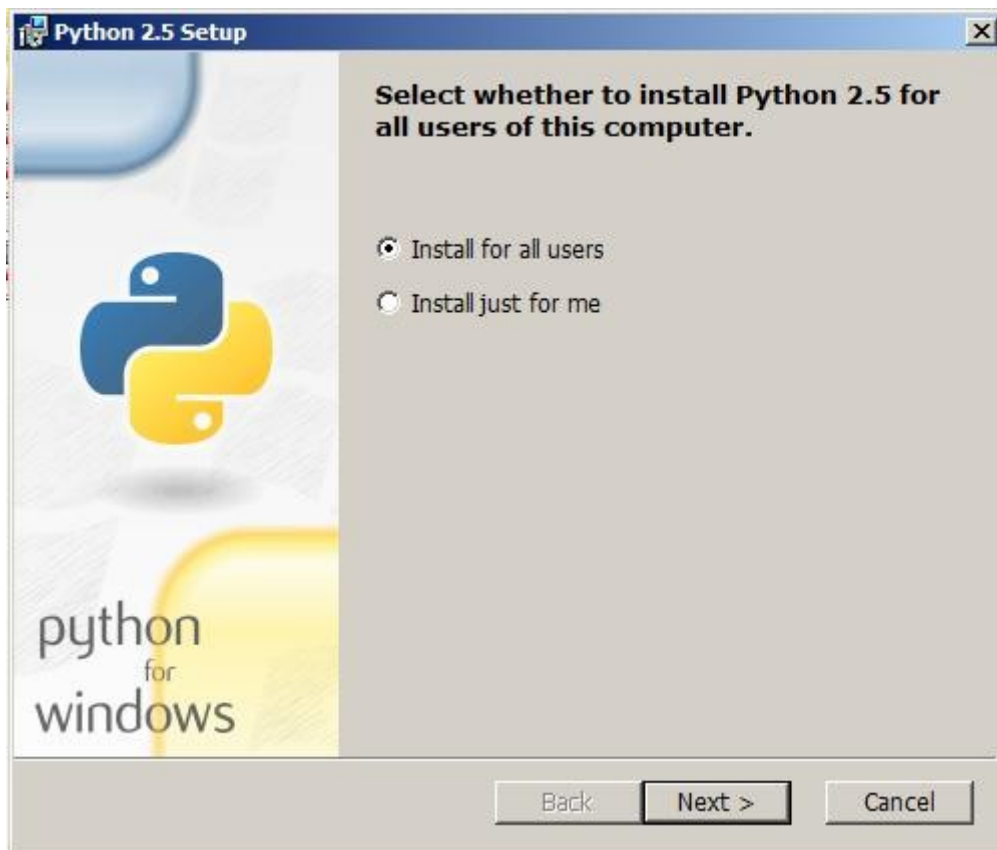 Python 2.5 Setup
Select whether to install Python 2.5 for
all users of this computer.
Install for all users
Install just for me
python
for
windows
Back
Next >
Cancel